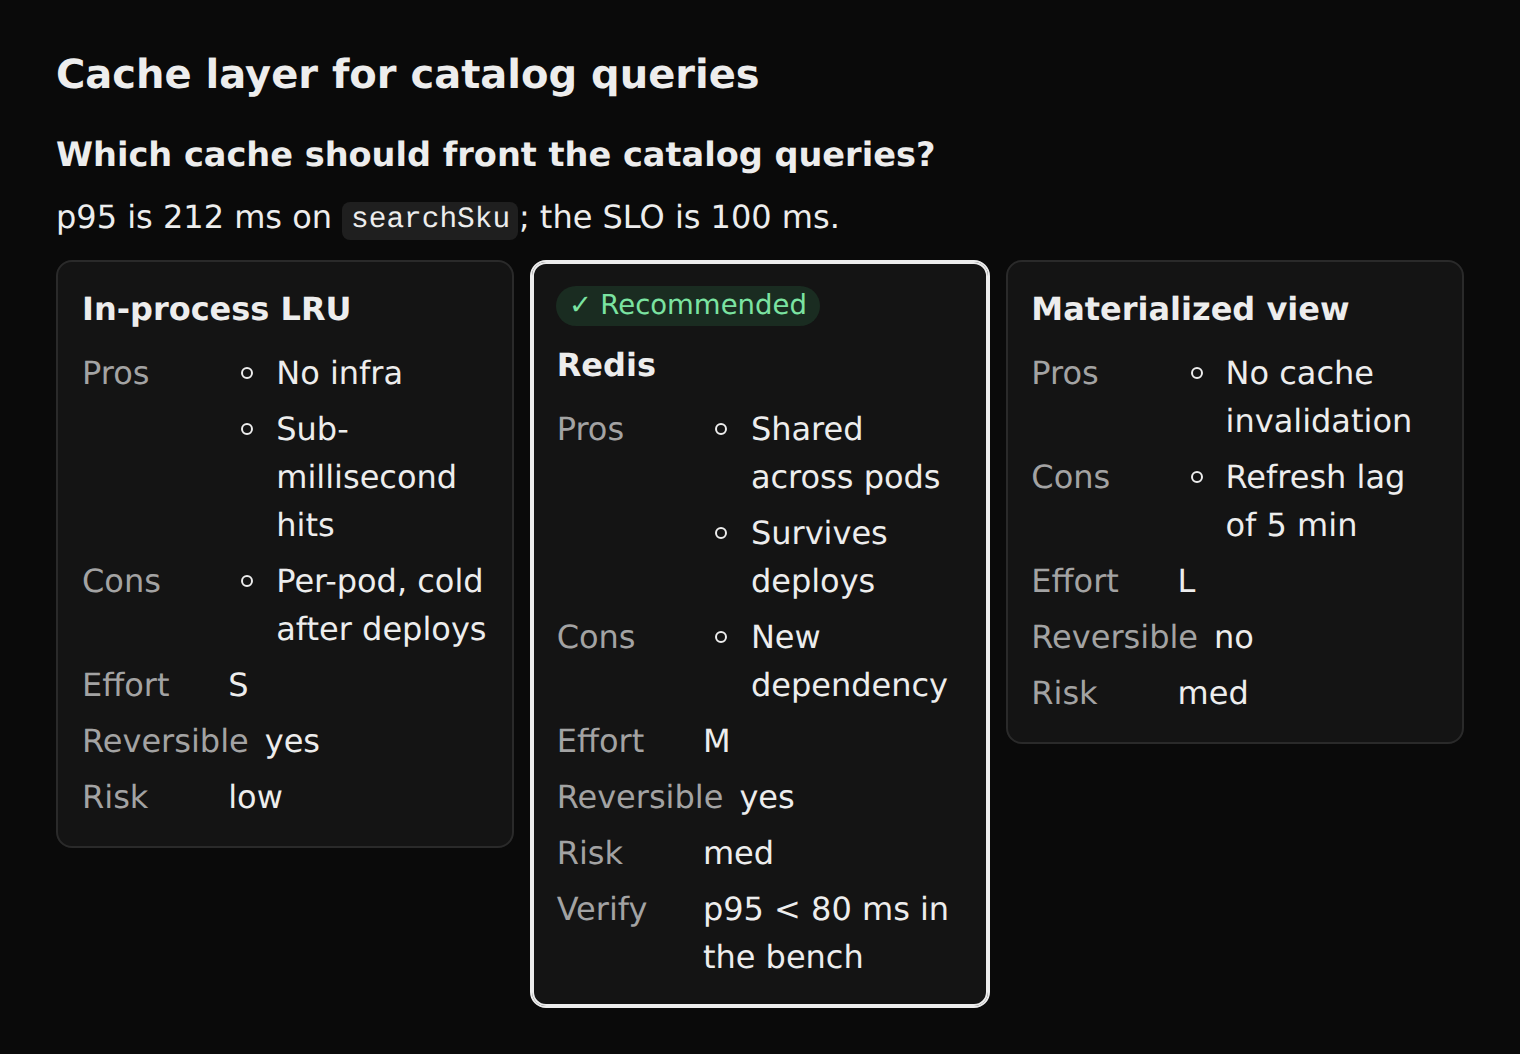 Cache layer for catalog queries
Which cache should front the catalog queries?
p95 is 212 ms on searchSku; the SLO is 100 ms.
In-process LRU
Pros
No infra
Sub-
millisecond
hits
Cons
Per-pod, cold
after deploys
Effort S
Reversible yes
Risk low
✓ Recommended
Redis
Pros
Shared
across pods
Survives
deploys
Cons
New
dependency
Effort M
Reversible yes
Risk med
Verify p95 < 80 ms in
the bench
Materialized view
Pros
No cache
invalidation
Cons
Refresh lag
of 5 min
Effort L
Reversible no
Risk med